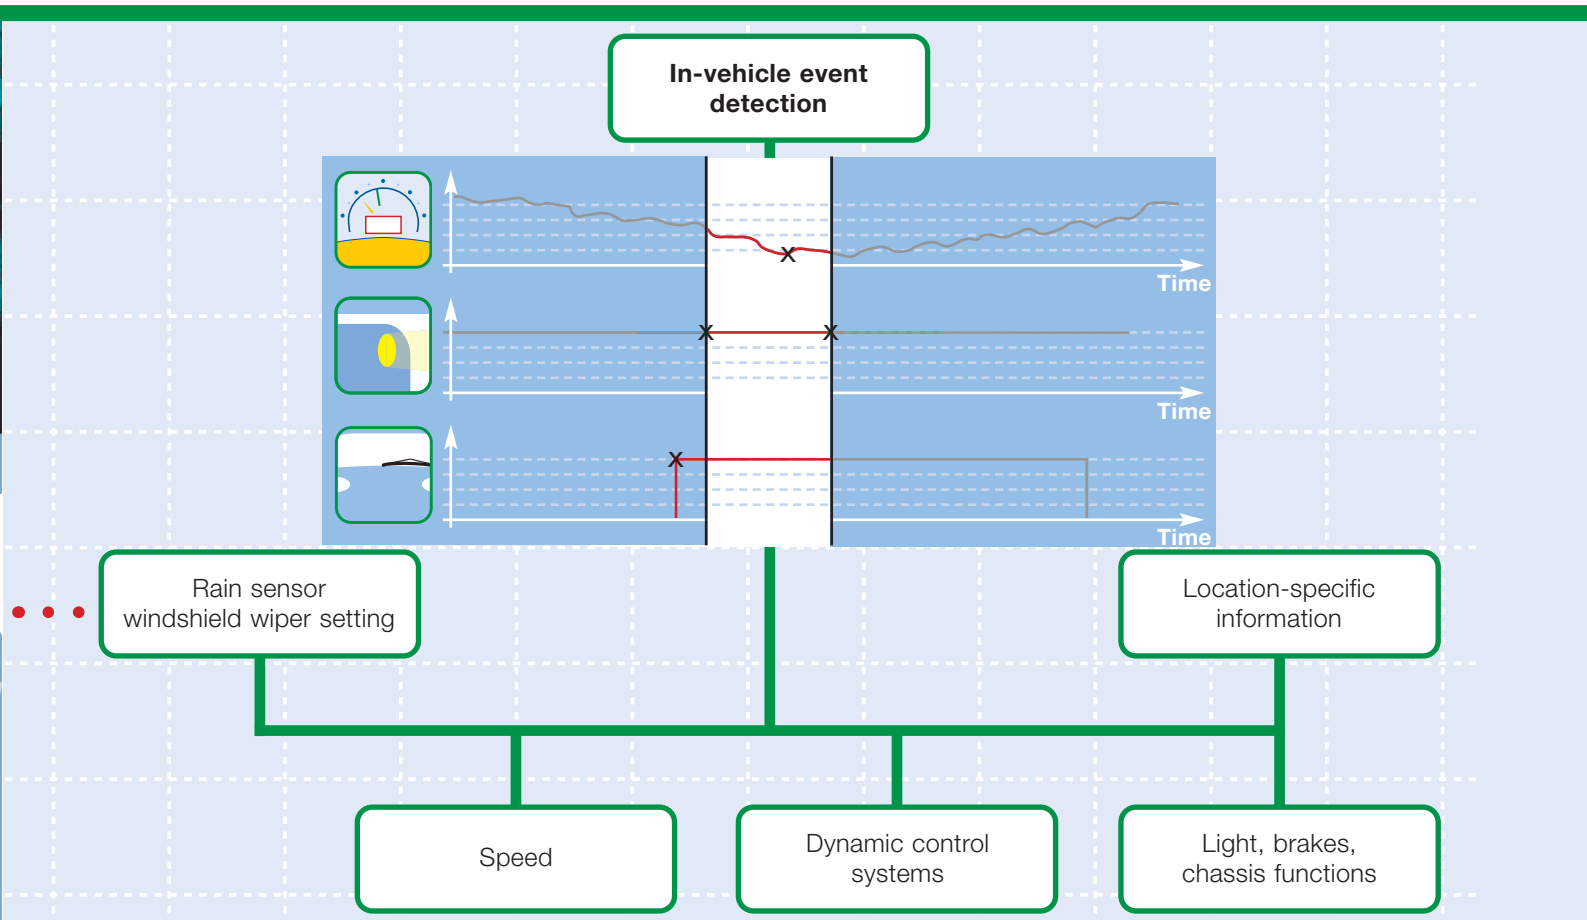 In-vehicle event
detection
Time
Time
Time
Rain sensor
windshield wiper setting
Location-specific
information
Speed
Dynamic control
systems
Light, brakes,
chassis functions